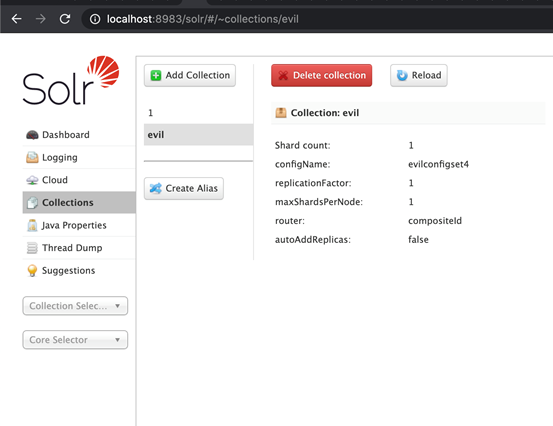 localhost:8983/solr/#/~collections/evil
Solr
Dashboard
Logging
Cloud
Collections
Java Properties
Thread Dump
Suggestions
Collection Selec...
Core Selector
Add Collection
1
evil
Create Alias
Delete collection
Reload
Collection: evil
Shard count: 1
configName: evilconfigset4
replicationFactor: 1
maxShardsPerNode: 1
router: compositeId
autoAddReplicas: false